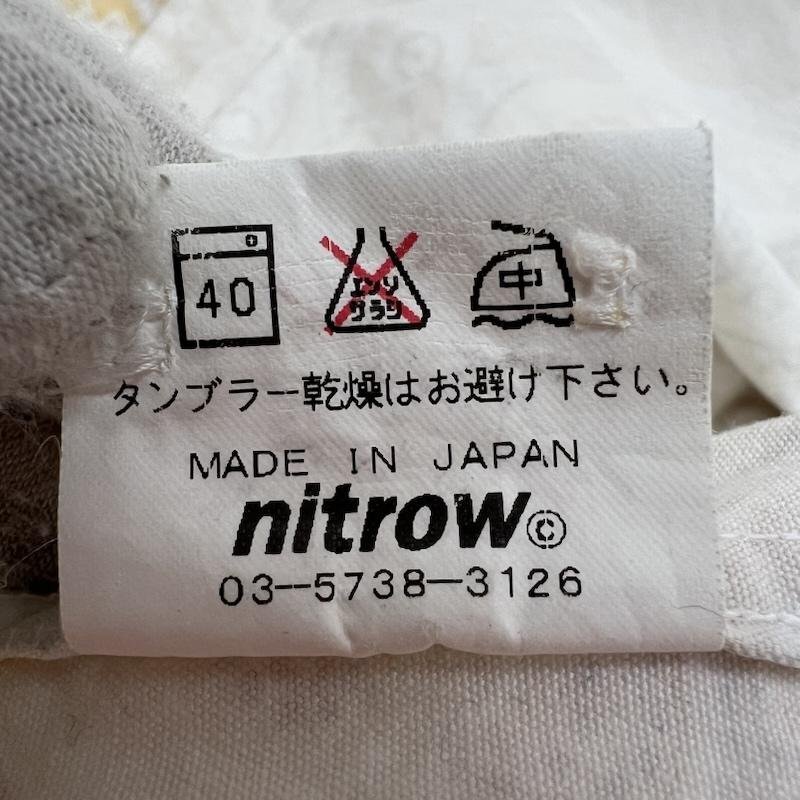 40
エンソ
サラシ
中
タンブラー乾燥はお避け下さい。
MADE IN JAPAN
nitrow©
03-5738-3126